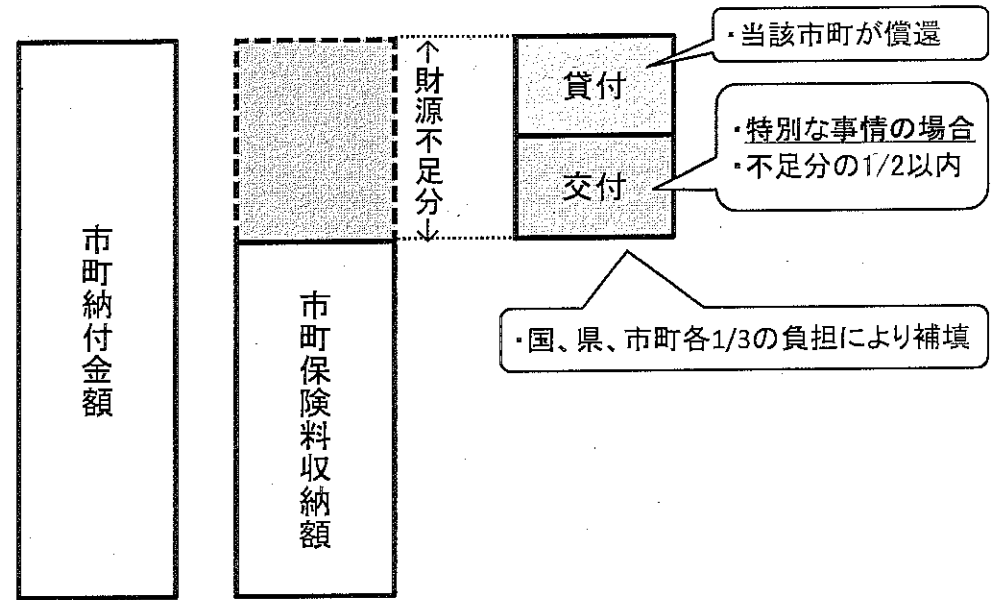 市町納付金額
市町保険料収納額
↑財源不足分↓
貸付
交付
・当該市町が償還
・特別な事情の場合
・不足分の1/2以内
・国、県、市町各1/3の負担により補填